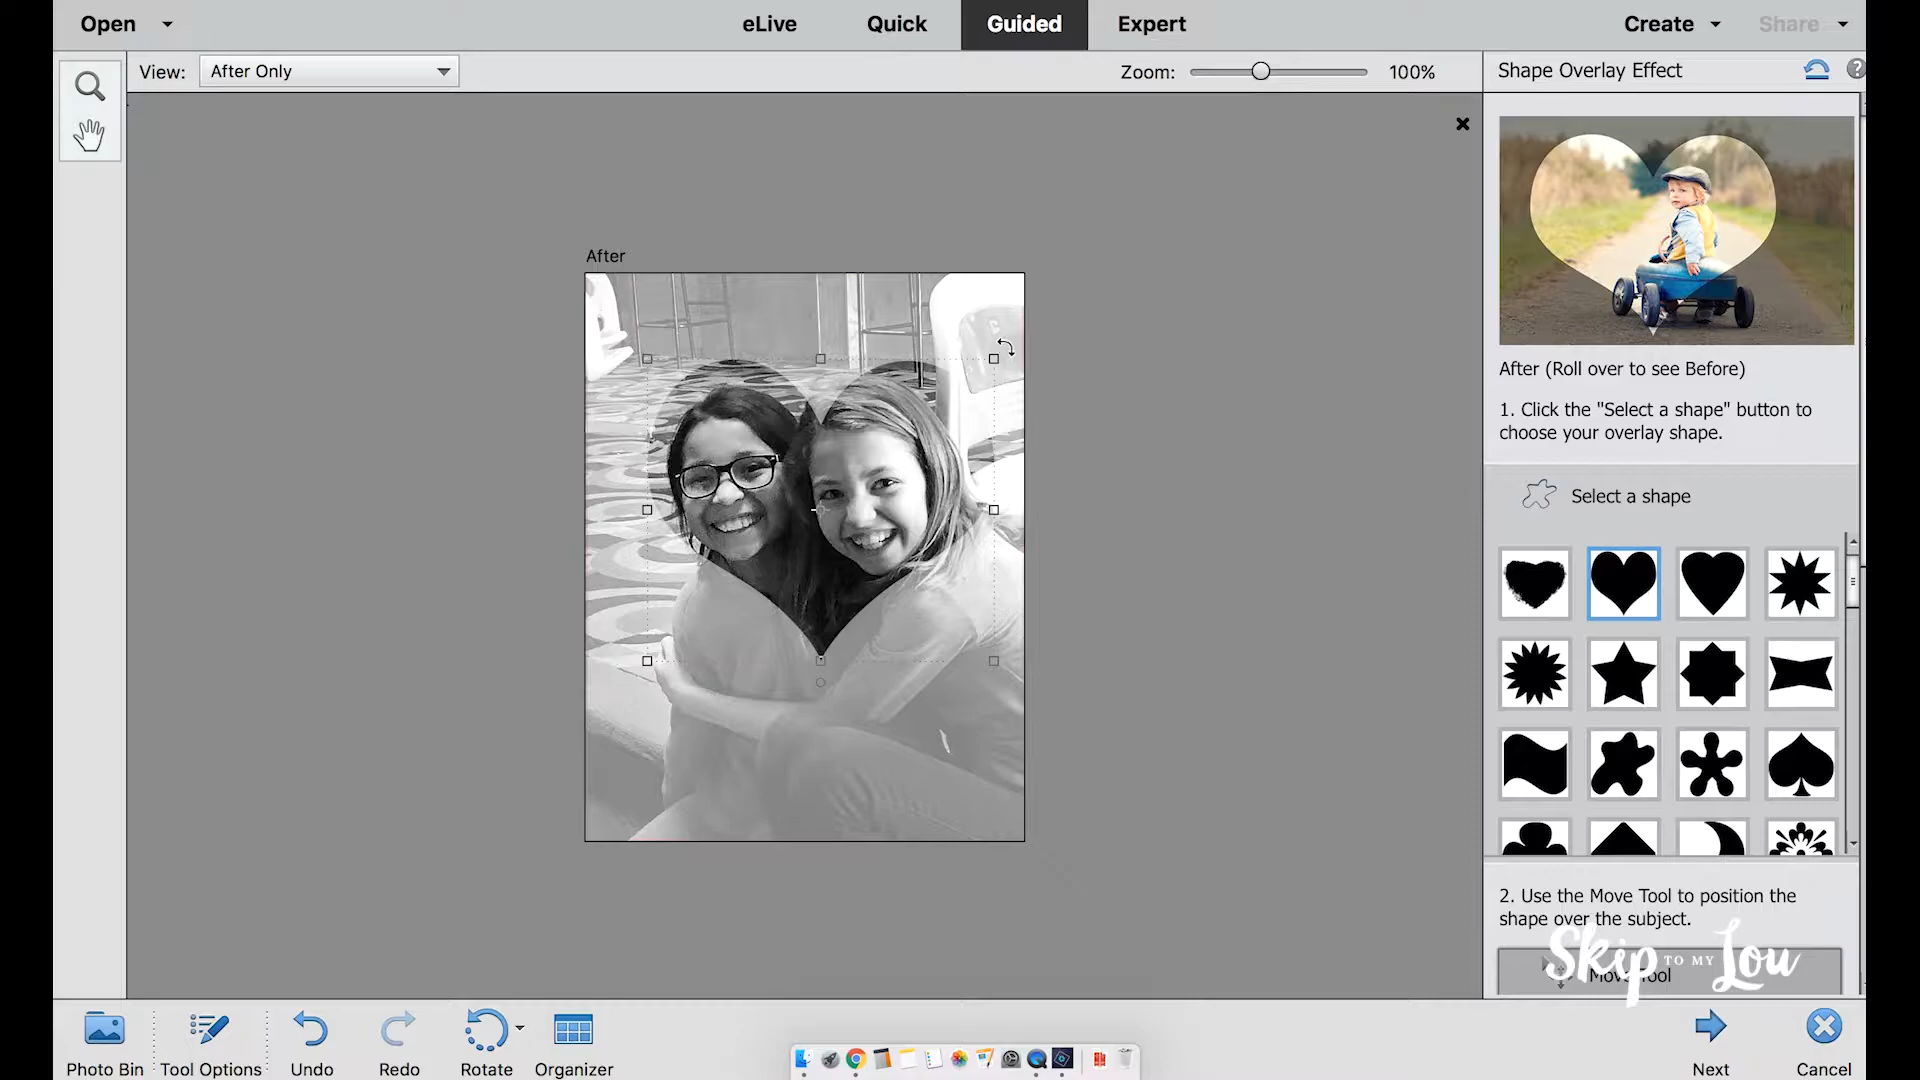 Open
eLive
Quick
Guided
Expert
Create
Share
View:
After Only
Zoom:
100%
Shape Overlay Effect
?
After
After (Roll over to see Before)
1. Click the "Select a shape" button to
choose your overlay shape.
Select a shape
2. Use the Move Tool to position the
shape over the subject.
Move Tool
Skip TO MY Lou
Photo Bin
Tool Options
Undo
Redo
Rotate
Organizer
Next
Cancel